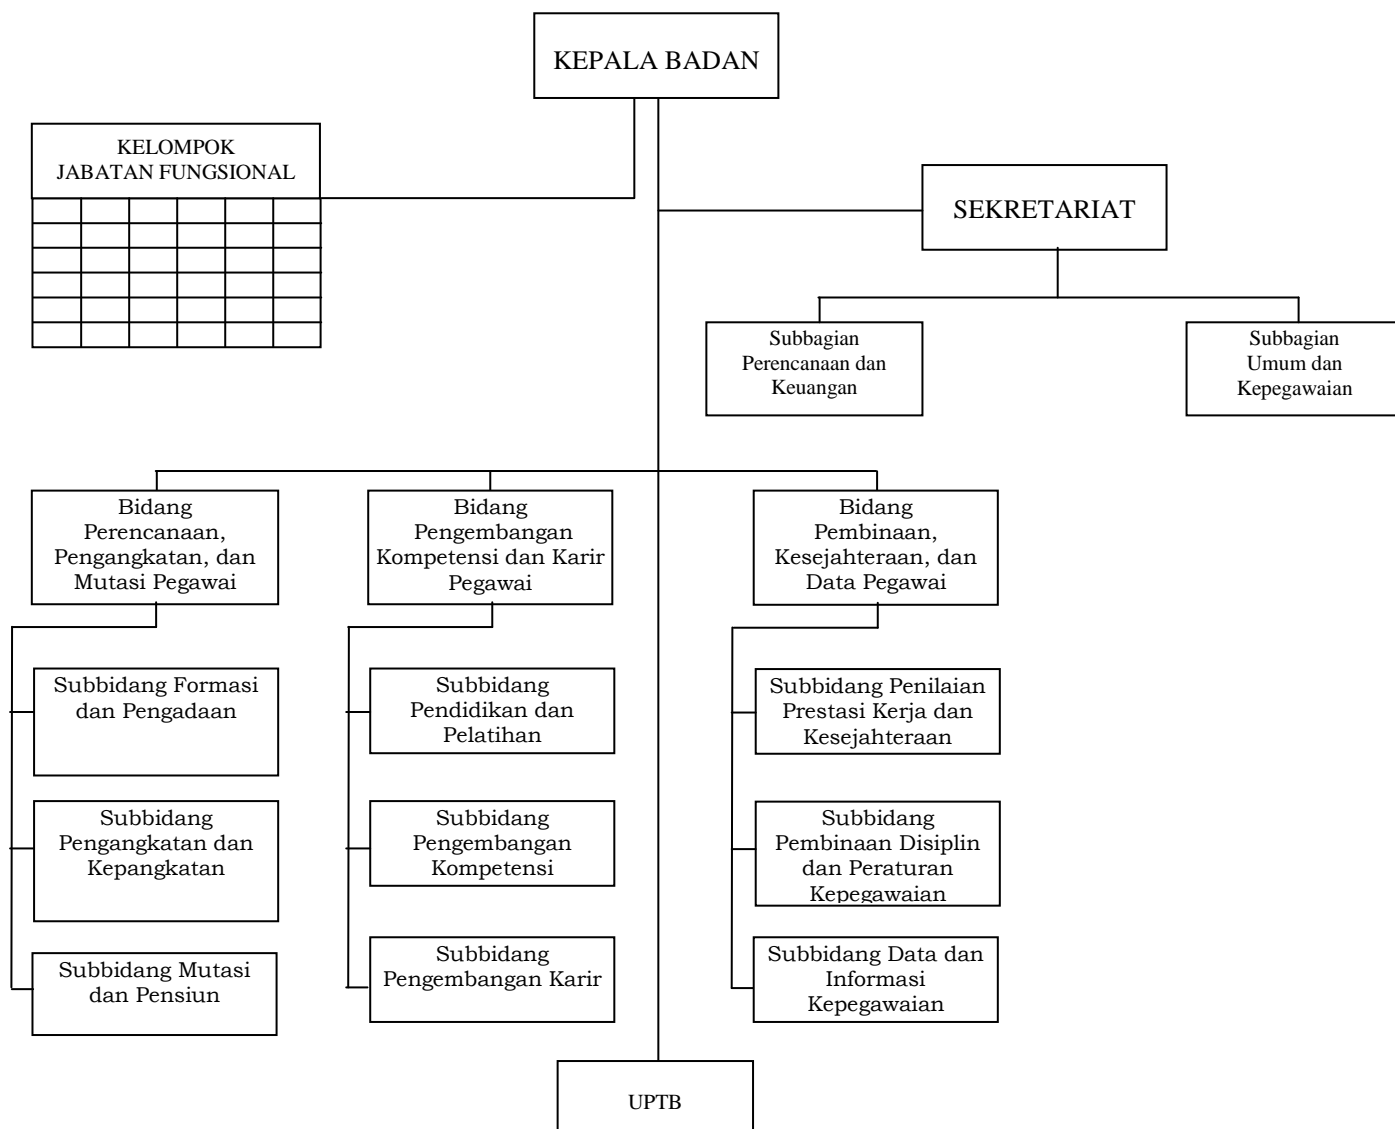 KEPALA BADAN
KELOMPOK
JABATAN FUNGSIONAL
SEKRETARIAT
Subbagian
Perencanaan dan
Keuangan
Subbagian
Umum dan
Kepegawaian
Bidang
Perencanaan,
Pengangkatan, dan
Mutasi Pegawai
Bidang
Pengembangan
Kompetensi dan Karir
Pegawai
Bidang
Pembinaan,
Kesejahteraan, dan
Data Pegawai
Subbidang Formasi
dan Pengadaan
Subbidang
Pendidikan dan
Pelatihan
Subbidang Penilaian
Prestasi Kerja dan
Kesejahteraan
Subbidang
Pengangkatan dan
Kepangkatan
Subbidang
Pengembangan
Kompetensi
Subbidang
Pembinaan Disiplin
dan Peraturan
Kepegawaian
Subbidang Mutasi
dan Pensiun
Subbidang
Pengembangan Karir
Subbidang Data dan
Informasi
Kepegawaian
UPTB